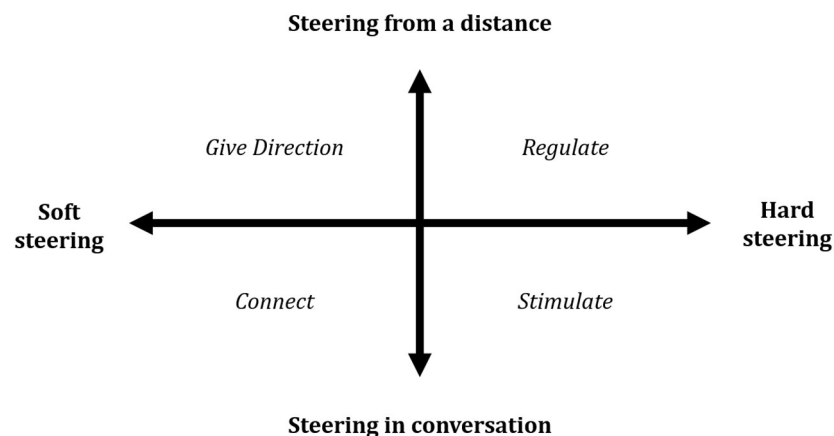 Steering from a distance
Give Direction
Regulate
Soft
steering
Hard
steering
Connect
Stimulate
Steering in conversation